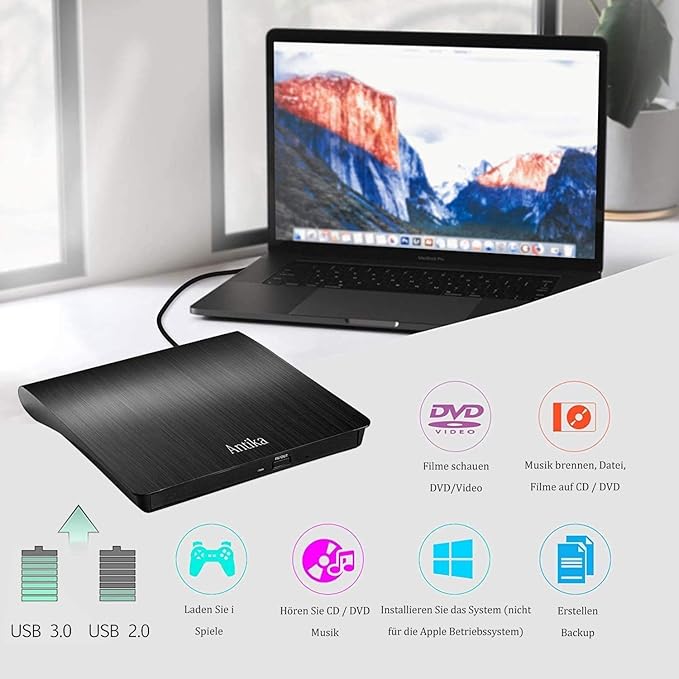 MacBook Pro
Antika
DVD
VIDEO
Filme schauen
DVD/Video
Musik brennen, Datei,
Filme auf CD / DVD
USB 3.0
USB 2.0
Laden Sie i
Spiele
Hören Sie CD / DVD
Musik
Installieren Sie das System (nicht
für die Apple Betriebssystem)
Erstellen
Backup